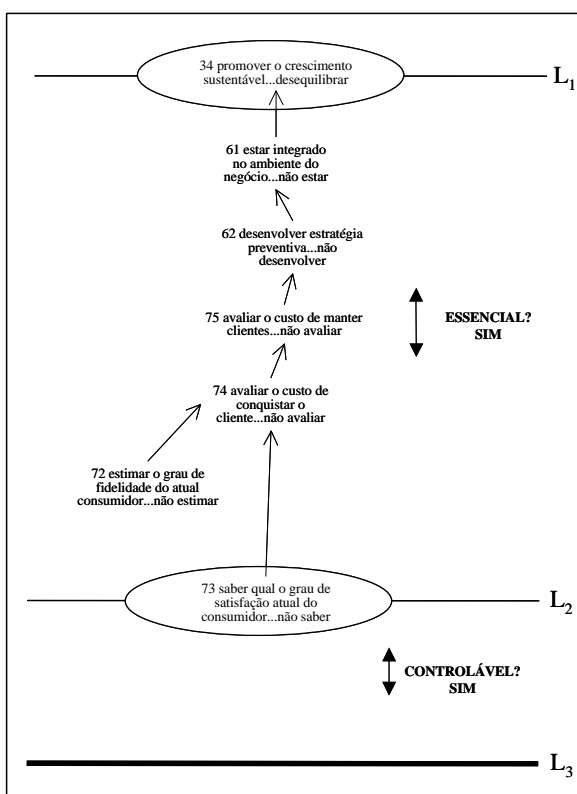 34 promover o crescimento
sustentável...desequilibrar
L1
61 estar integrado
no ambiente do
negócio...não estar
62 desenvolver estratégia
preventiva...não
desenvolver
75 avaliar o custo de manter
clientes...não avaliar
ESSENCIAL?
SIM
74 avaliar o custo de
conquistar o
cliente...não avaliar
72 estimar o grau de
fidelidade do atual
consumidor...não estimar
73 saber qual o grau de
satisfação atual do
consumidor...não saber
L2
CONTROLÁVEL?
SIM
L3